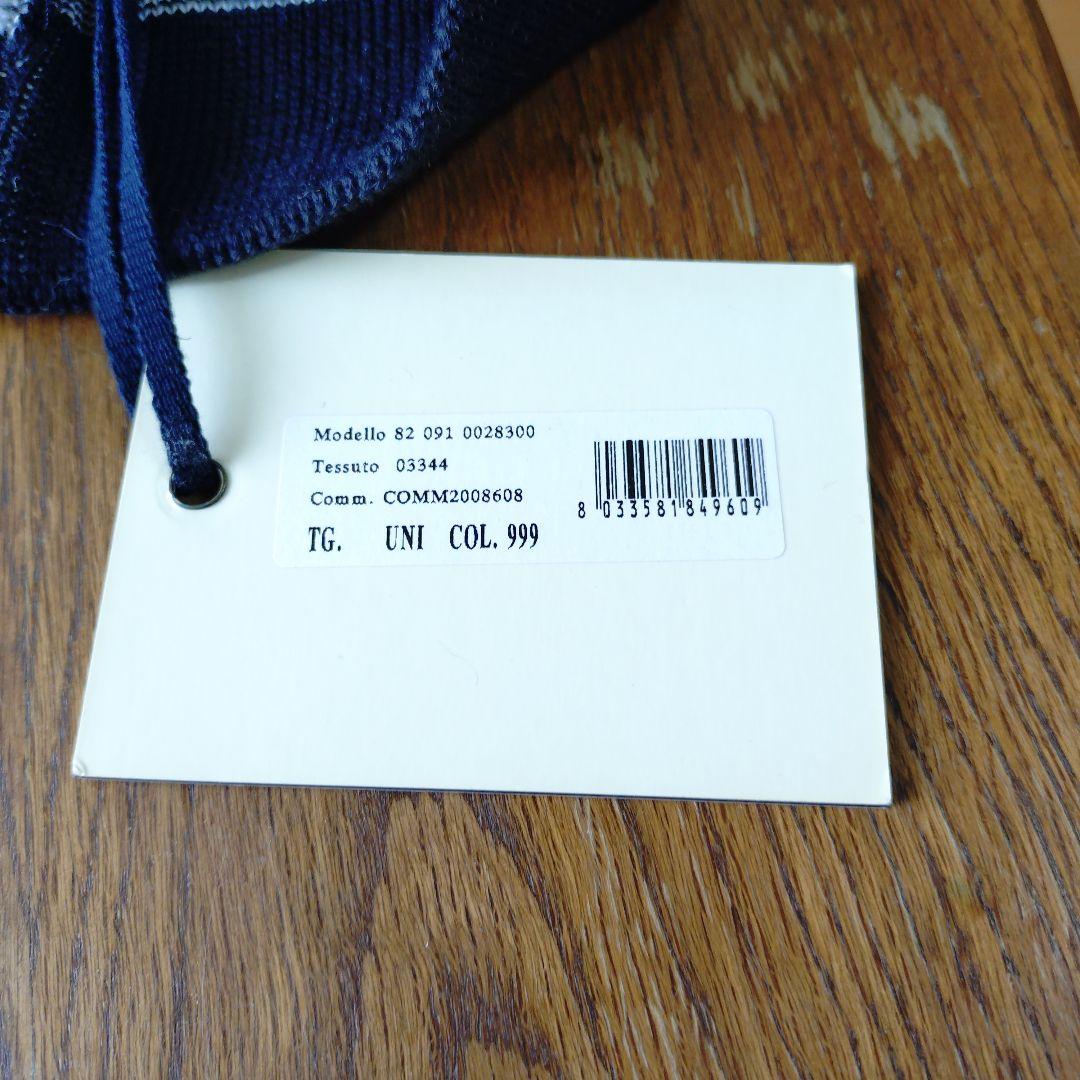 Modello 82 091 0028300
Tessuto 03344
Comm. COMM2008608
TG. UNI COL. 999
8 033581 849609